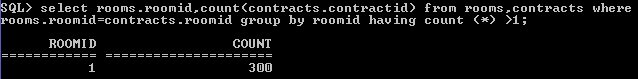 SQL> select rooms.roomid,count(contracts.contractid) from rooms,contracts where
rooms.roomid=contracts.roomid group by roomid having count (*) >1;
ROOMID COUNT
============ =====================
1 300